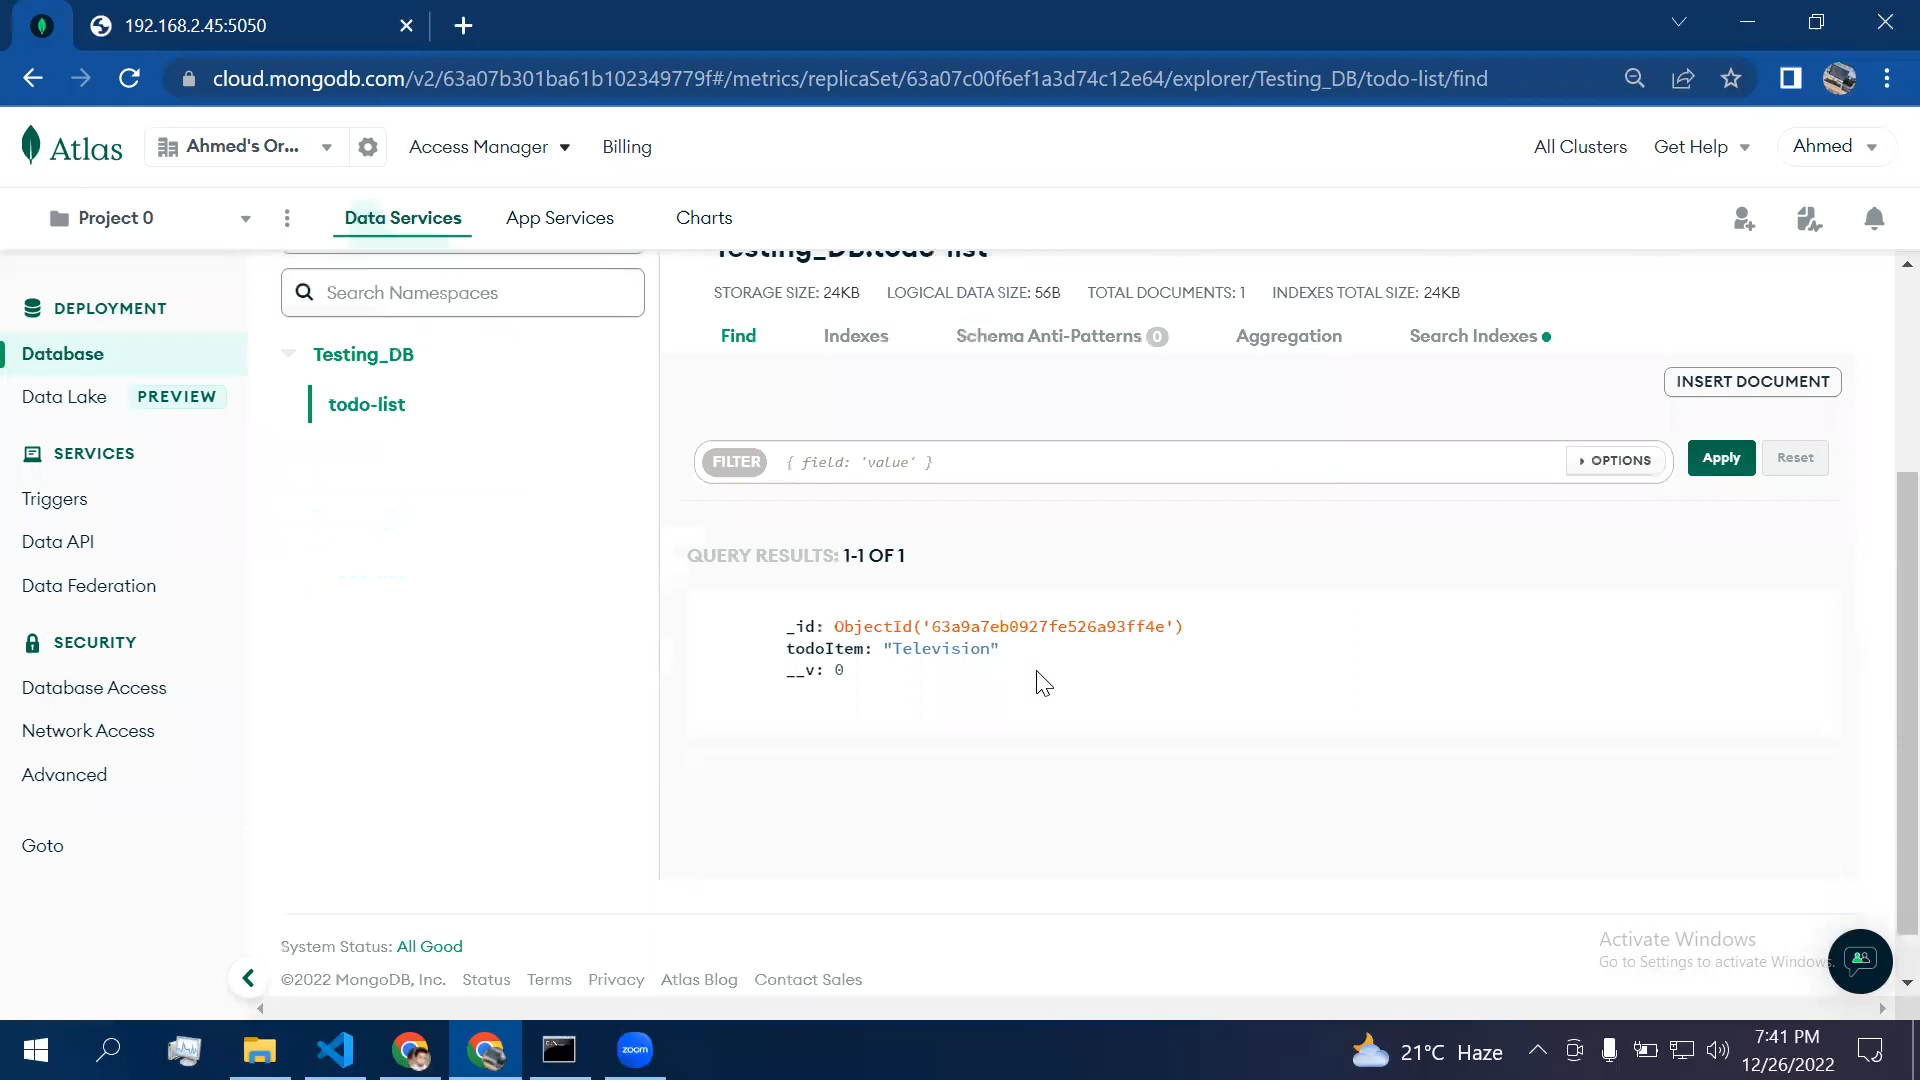 192.168.2.45:5050
cloud.mongodb.com/v2/63a07b301ba61b102349779f#/metrics/replicaSet/63a07c00f6ef1a3d74c12e64/explorer/Testing_DB/todo-list/find
Atlas
Ahmed's Or...
Access Manager
Billing
All Clusters
Get Help
Ahmed
Project 0
Data Services
App Services
Charts
Testing_DB.todo-list
DEPLOYMENT
Database
Data Lake
PREVIEW
SERVICES
Triggers
Data API
Data Federation
SECURITY
Database Access
Network Access
Advanced
Goto
Search Namespaces
Testing_DB
todo-list
STORAGE SIZE: 24KB LOGICAL DATA SIZE: 56B TOTAL DOCUMENTS: 1 INDEXES TOTAL SIZE: 24KB
Find
Indexes
Schema Anti-Patterns 0
Aggregation
Search Indexes
INSERT DOCUMENT
FILTER { field: 'value' }
OPTIONS
Apply
Reset
QUERY RESULTS: 1-1 OF 1
_id: ObjectId('63a9a7eb0927fe526a93ff4e')
todoItem: "Television"
__v: 0
System Status: All Good
©2022 MongoDB, Inc. Status Terms Privacy Atlas Blog Contact Sales
Activate Windows
Go to Settings to activate Windows.
zoom
21°C Haze
7:41 PM
12/26/2022